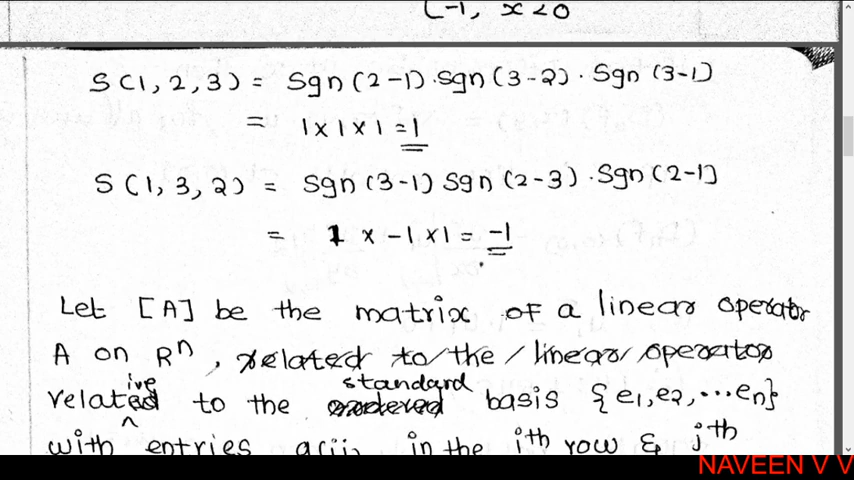 (-1, x<0
S(1,2,3) = Sgn(2-1)·Sgn(3-2)·Sgn(3-1)
= 1×1×1 = 1
S(1,3,2) = Sgn(3-1) Sgn(2-3)·Sgn(2-1)
= 1 × -1 × 1 = -1
Let [A] be the matrix of a linear operator
A on Rⁿ, related to the linear operator
ive standard
related to the ordered basis {e1,e2,...en}
with entries a(i,j) in the ith row & jth
NAVEEN V V